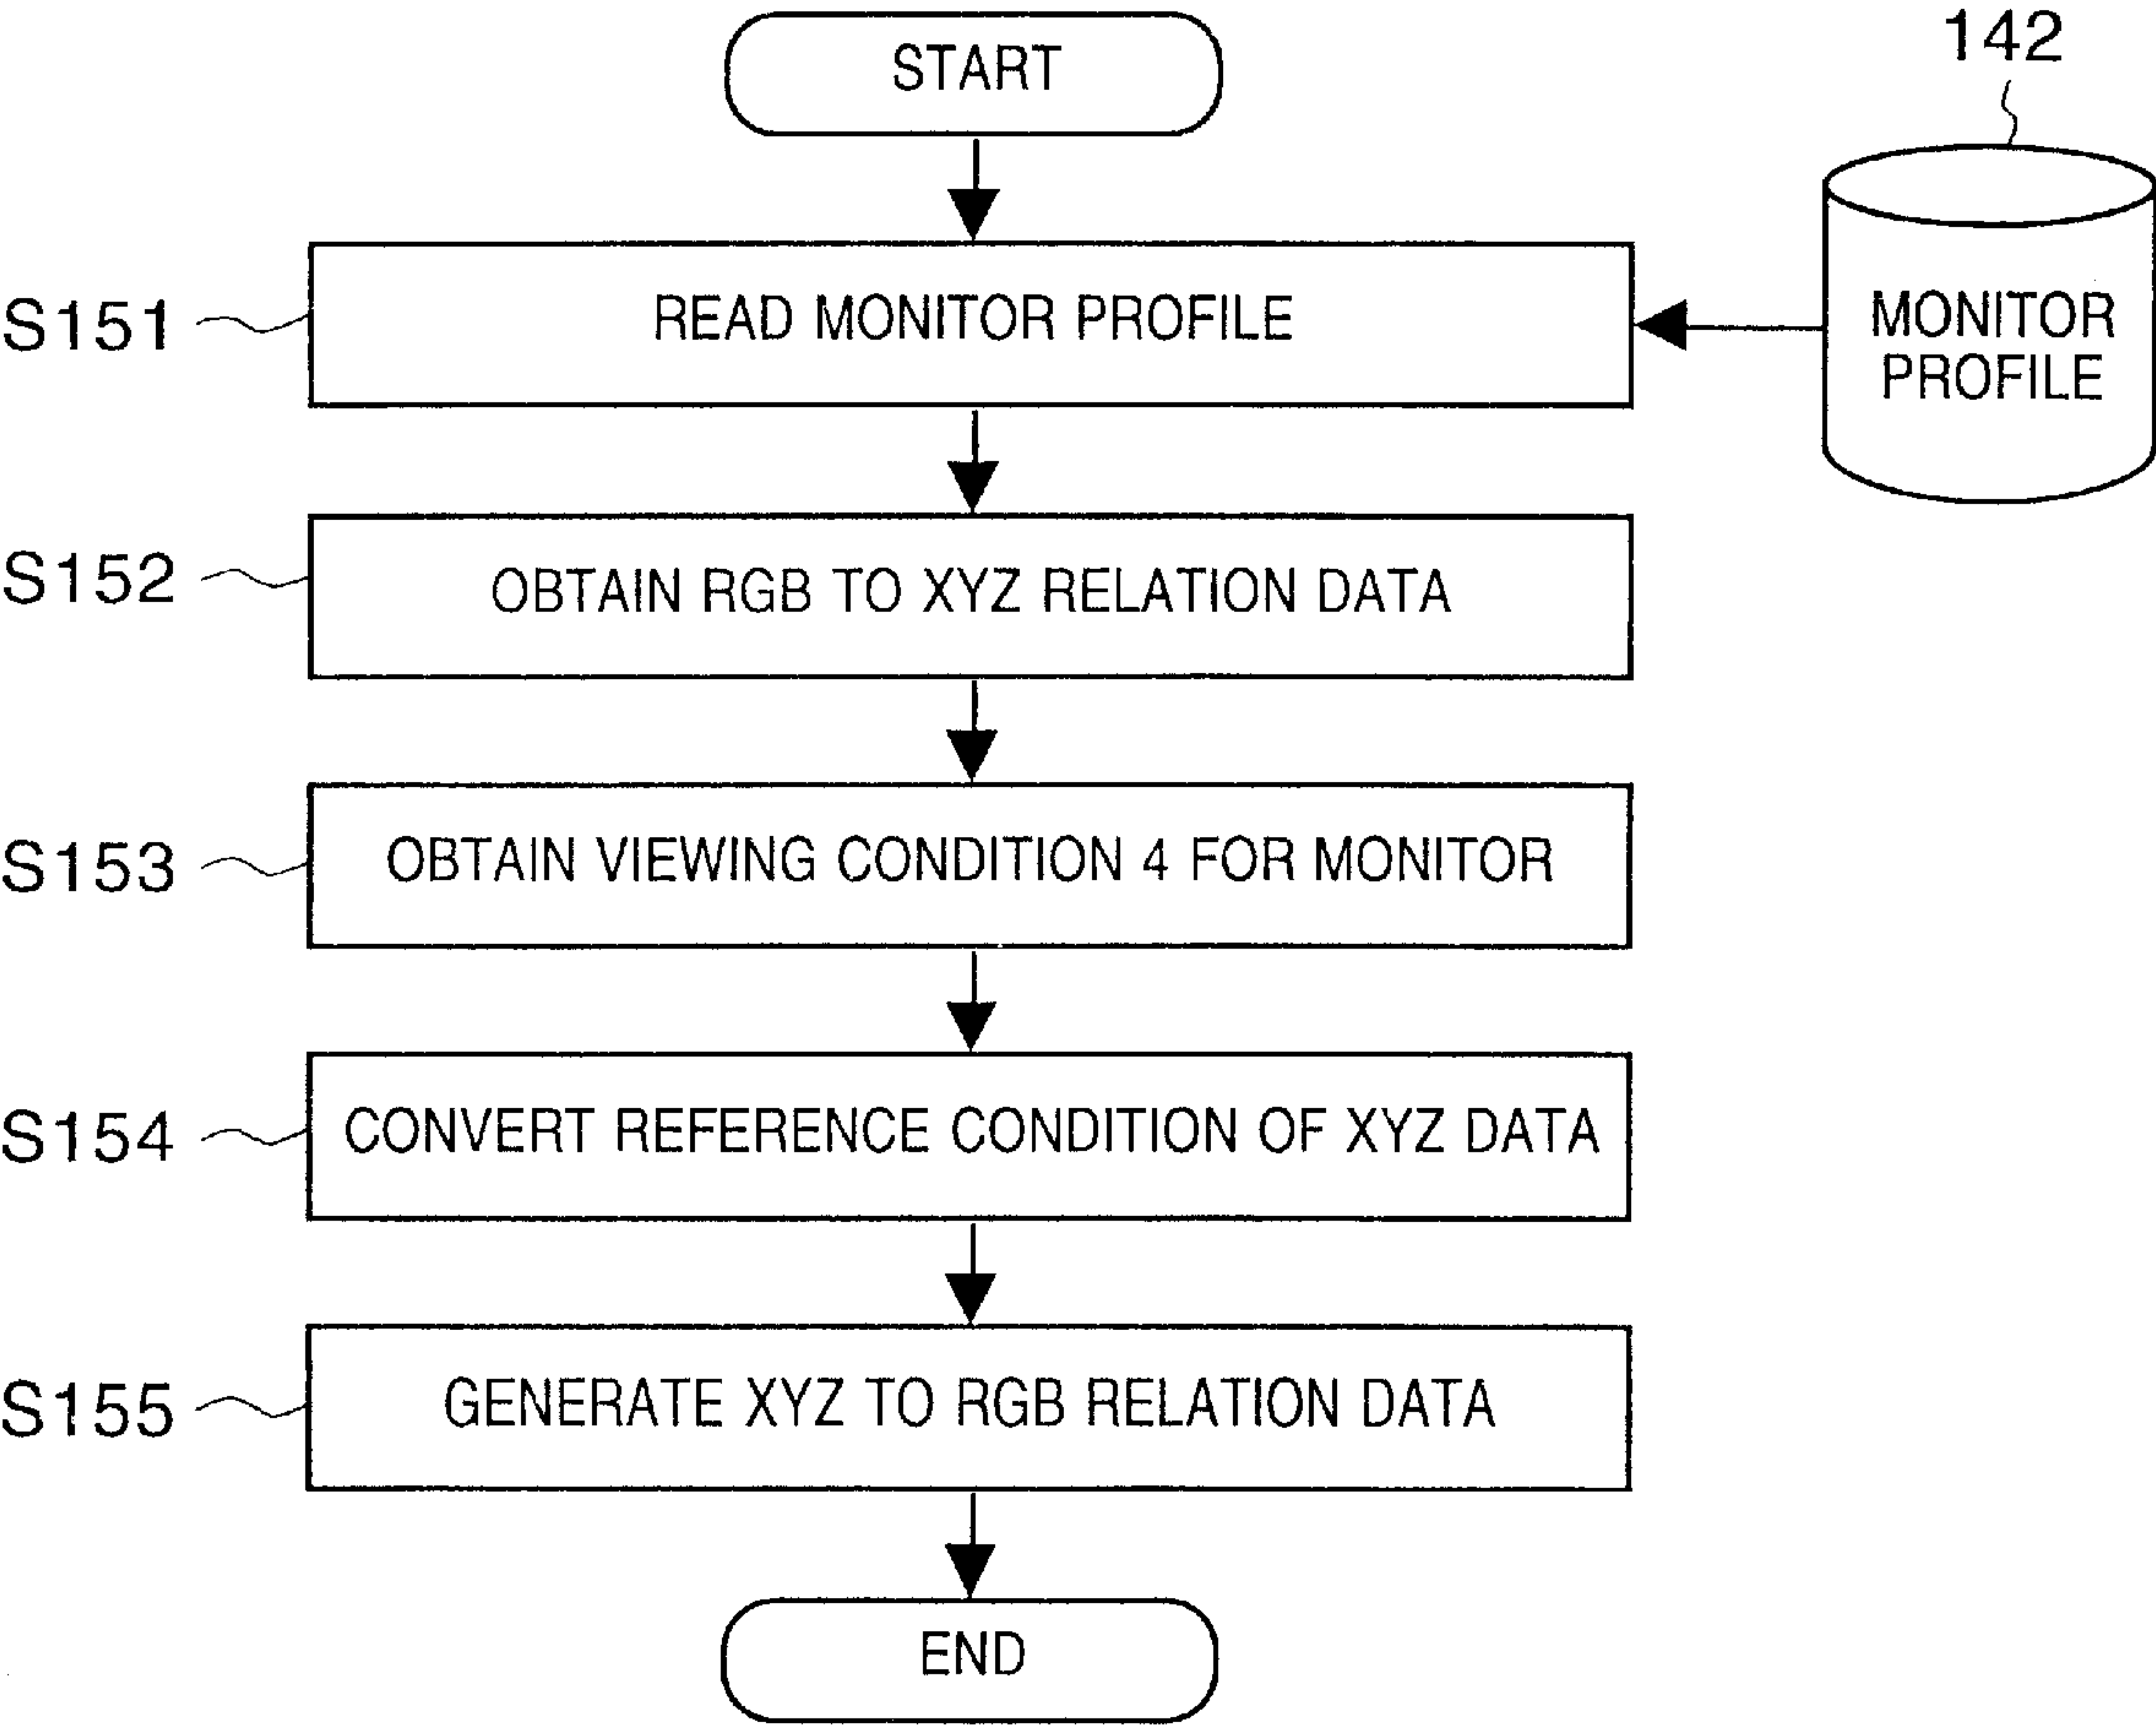 START
142
S151
READ MONITOR PROFILE
MONITOR
PROFILE
S152
OBTAIN RGB TO XYZ RELATION DATA
S153
OBTAIN VIEWING CONDITION 4 FOR MONITOR
S154
CONVERT REFERENCE CONDITION OF XYZ DATA
S155
GENERATE XYZ TO RGB RELATION DATA
END